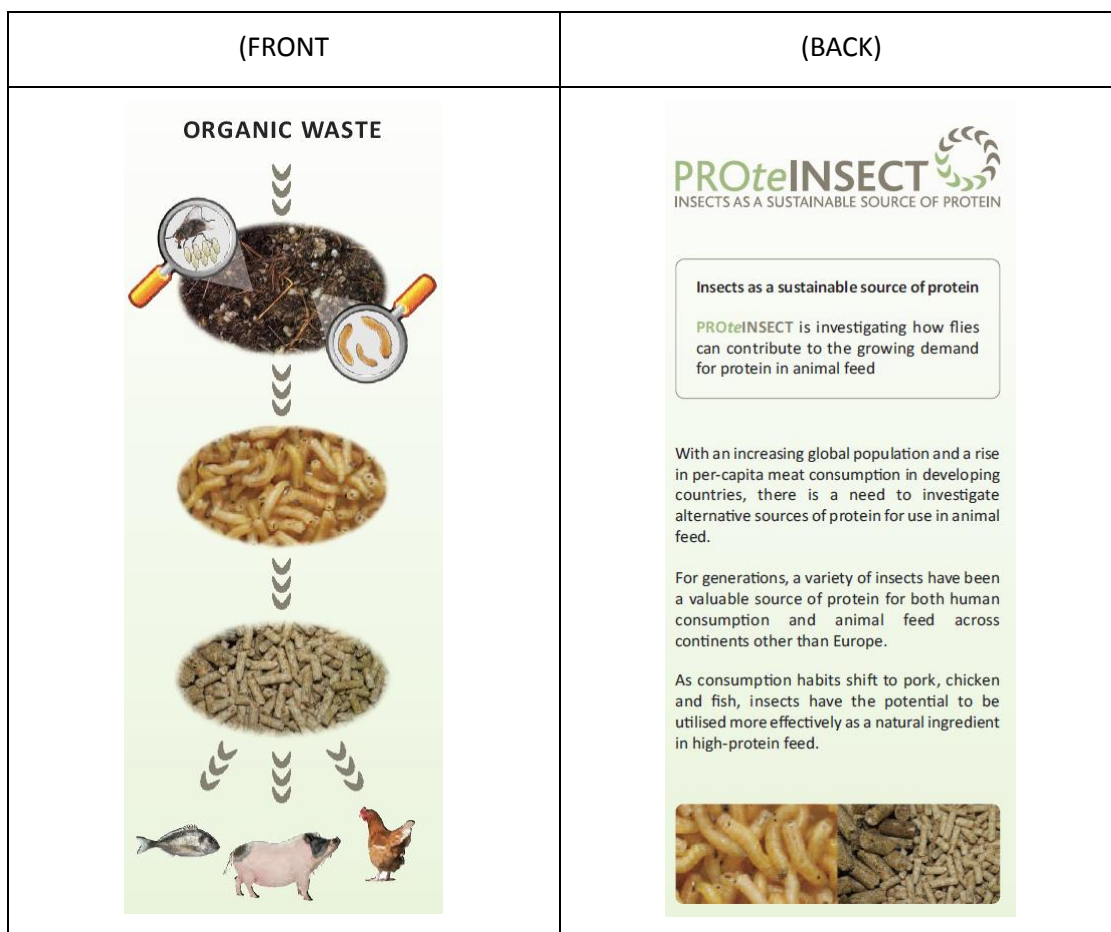 (FRONT
(BACK)
ORGANIC WASTE
PROteINSECT
INSECTS AS A SUSTAINABLE SOURCE OF PROTEIN
Insects as a sustainable source of protein
PROteINSECT is investigating how flies
can contribute to the growing demand
for protein in animal feed
With an increasing global population and a rise
in per-capita meat consumption in developing
countries, there is a need to investigate
alternative sources of protein for use in animal
feed.
For generations, a variety of insects have been
a valuable source of protein for both human
consumption and animal feed across
continents other than Europe.
As consumption habits shift to pork, chicken
and fish, insects have the potential to be
utilised more effectively as a natural ingredient
in high-protein feed.